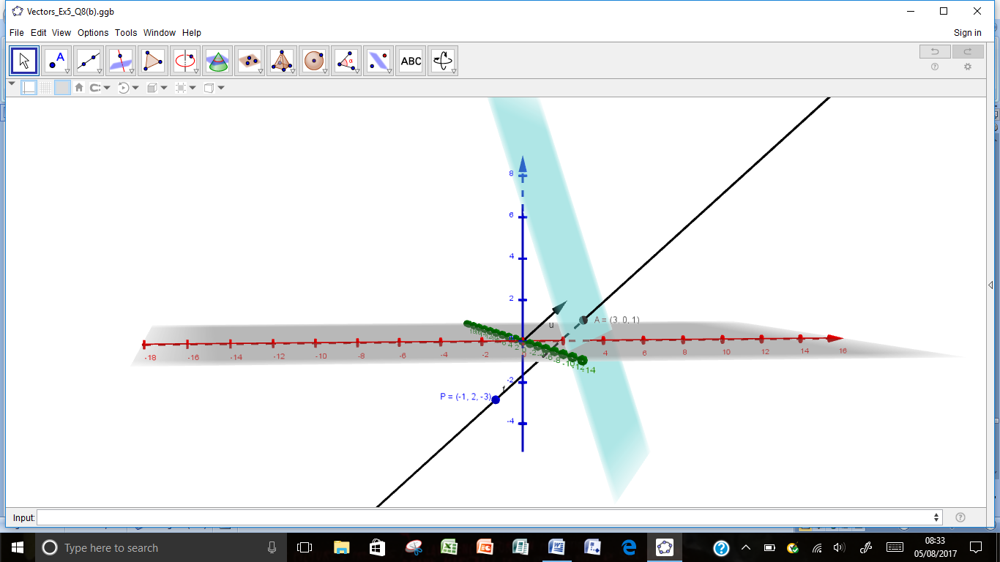 Vectors_Ex5_Q8(b).ggb
File Edit View Options Tools Window Help
Sign in
A
ABC
8
6
4
2
u
A = (3, 0, 1)
-18 -16 -14 -12 -10 -8 -6 -4 -2 4 6 8 10 12 14 16
-2 -6 -8 -10 -14
-2
f
P = (-1, 2, -3)
-4
Input:
Type here to search
08:33
05/08/2017